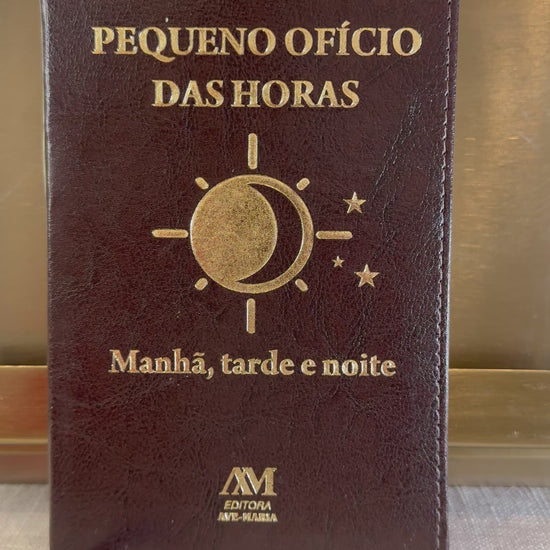 PEQUENO OFÍCIO
DAS HORAS
Manhã, tarde e noite
AM
EDITORA
AVE-MARIA